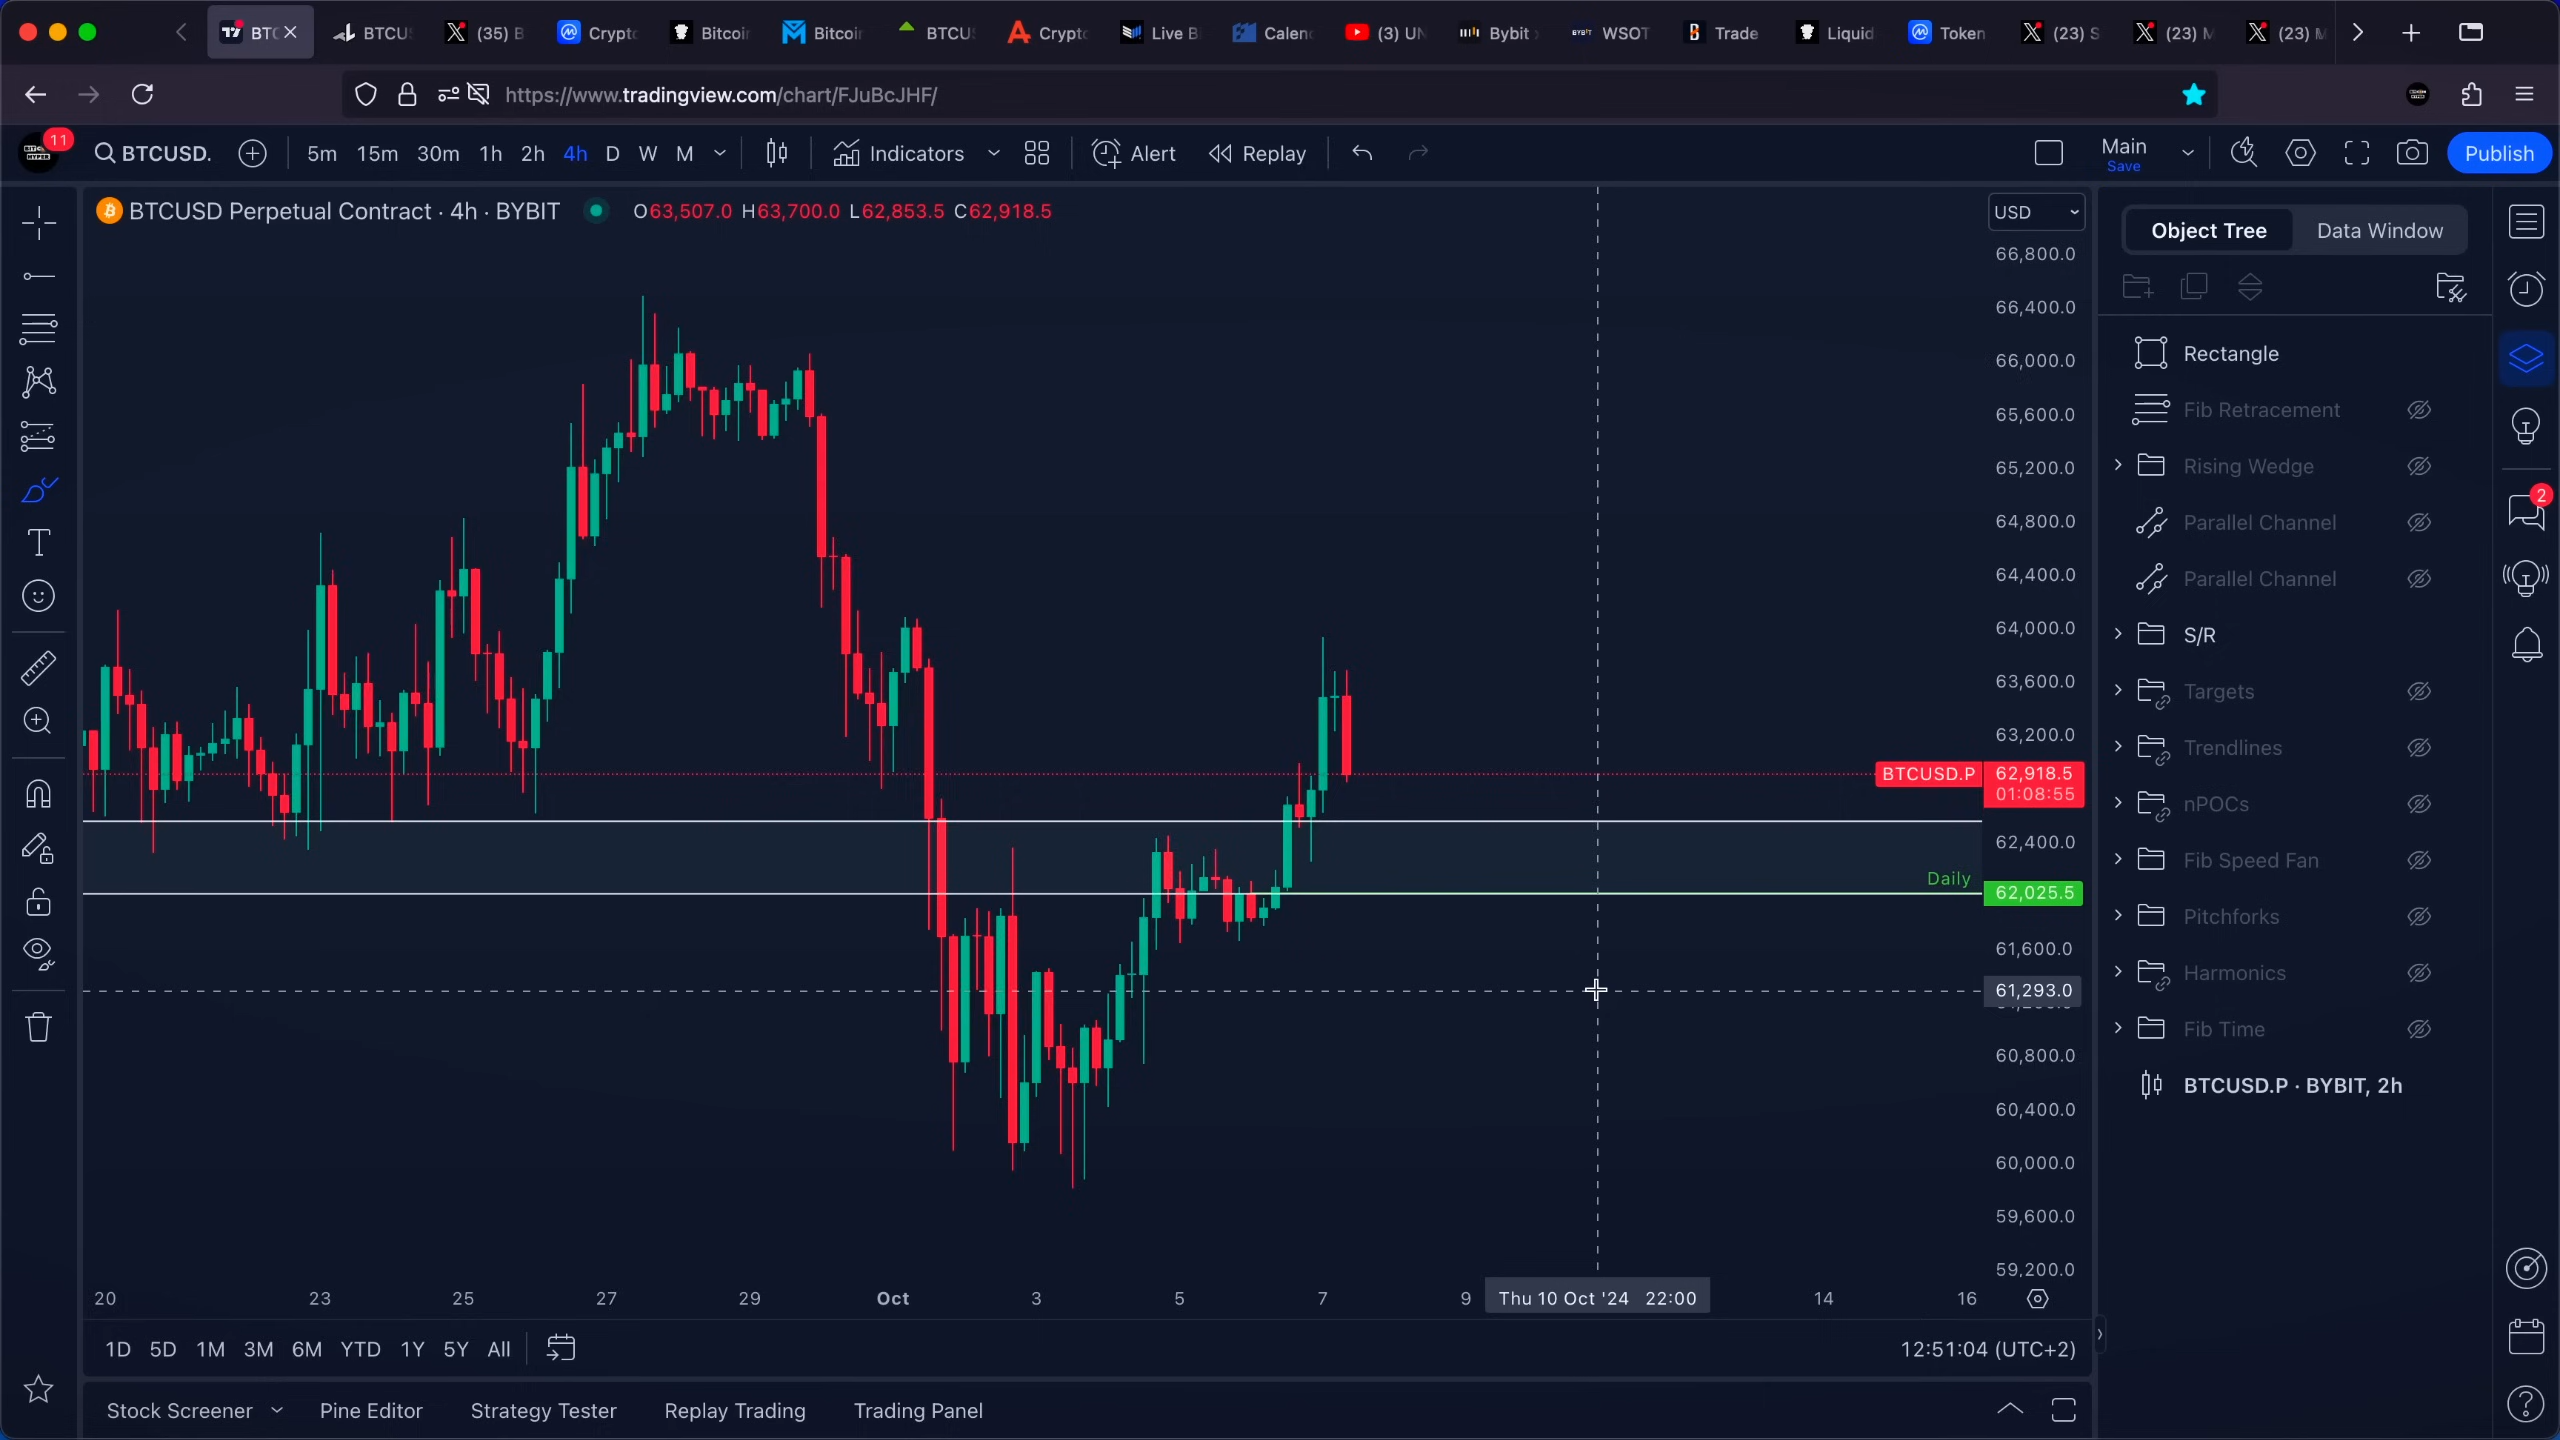 BTC
BTCUS
(35) B
Crypto
Bitcoin
Bitcoin
BTCUS
Crypto
Live B
Calen
(3) UN
Bybit
WSOT
Trade
Liquid
Token
(23) S
(23) M
(23) M
https://www.tradingview.com/chart/FJuBcJHF/
11
BTCUSD.
5m 15m 30m 1h 2h 4h D W M
Indicators
Alert
Replay
Main
Save
Publish
BTCUSD Perpetual Contract · 4h · BYBIT
O63,507.0 H63,700.0 L62,853.5 C62,918.5
USD
66,800.0
66,400.0
66,000.0
65,600.0
65,200.0
64,800.0
64,400.0
64,000.0
63,600.0
63,200.0
BTCUSD.P 62,918.5
01:08:55
62,400.0
Daily
62,025.5
61,600.0
61,293.0
60,800.0
60,400.0
60,000.0
59,600.0
59,200.0
20 23 25 27 29 Oct 3 5 7 9 Thu 10 Oct '24 22:00 14 16
1D 5D 1M 3M 6M YTD 1Y 5Y All
12:51:04 (UTC+2)
Stock Screener
Pine Editor
Strategy Tester
Replay Trading
Trading Panel
Object Tree
Data Window
Rectangle
Fib Retracement
Rising Wedge
Parallel Channel
Parallel Channel
S/R
Targets
Trendlines
nPOCs
Fib Speed Fan
Pitchforks
Harmonics
Fib Time
BTCUSD.P · BYBIT, 2h
2